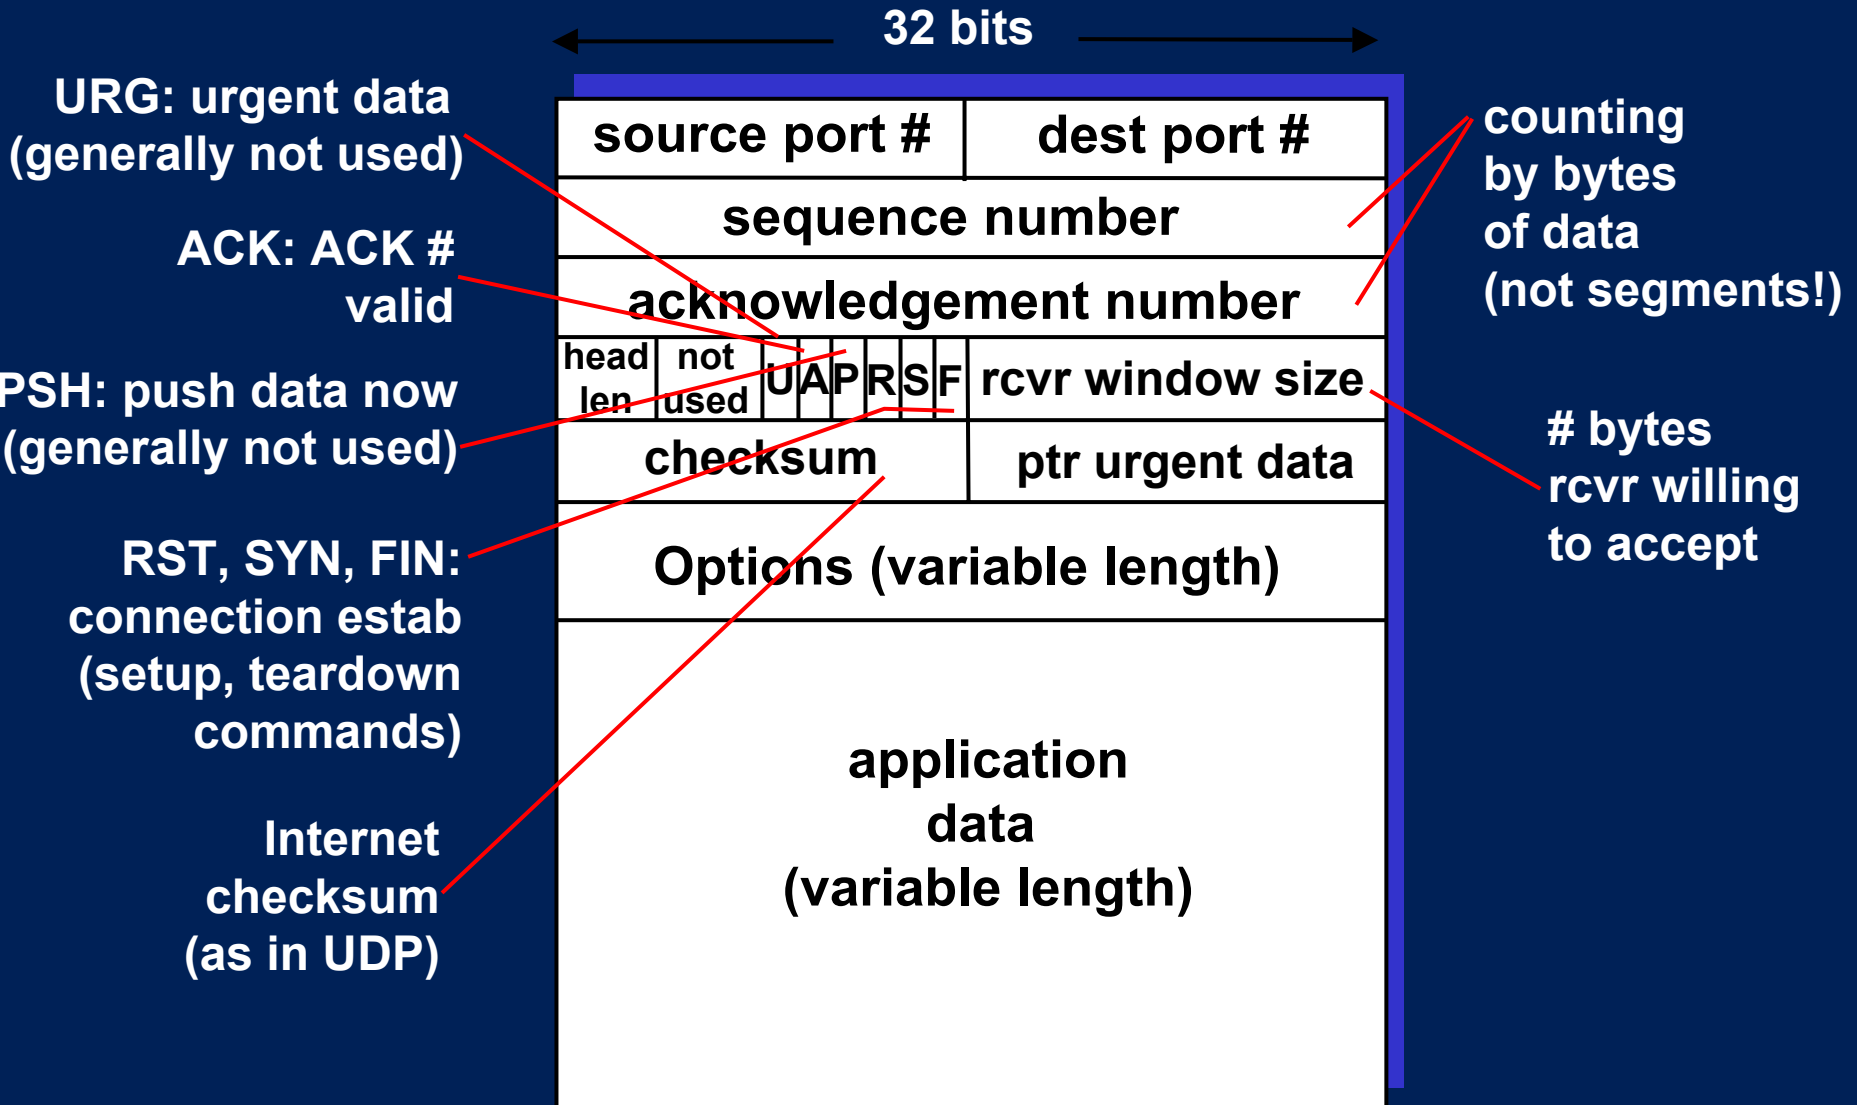 32 bits
URG: urgent data
(generally not used)
ACK: ACK #
valid
PSH: push data now
(generally not used)
RST, SYN, FIN:
connection estab
(setup, teardown
commands)
Internet
checksum
(as in UDP)
source port # dest port #
sequence number
acknowledgement number
head not
len used U A P R S F rcvr window size
checksum ptr urgent data
Options (variable length)
application
data
(variable length)
counting
by bytes
of data
(not segments!)
# bytes
rcvr willing
to accept